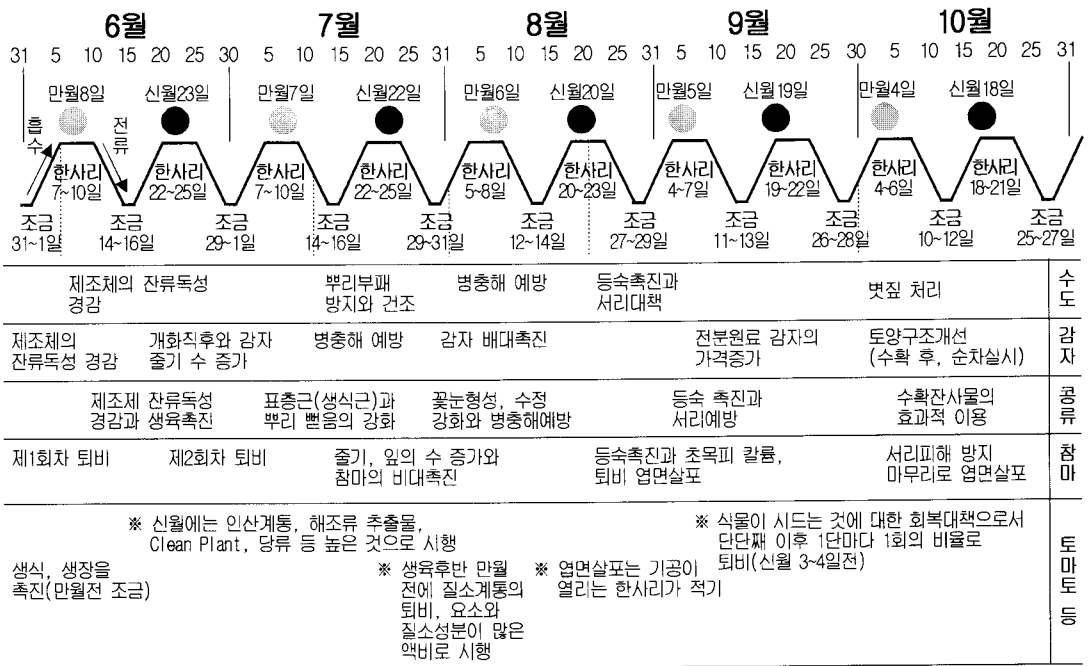 6월 7월 8월 9월 10월
31 5 10 15 20 25 30 5 10 15 20 25 31 5 10 15 20 25 31 5 10 15 20 25 30 5 10 15 20 25 31
만월8일 신월23일 만월7일 신월22일 만월6일 신월20일 만월5일 신월19일 만월4일 신월18일
흡수 전류
한사리 한사리 한사리 한사리 한사리 한사리 한사리 한사리 한사리 한사리
7~10일 22~25일 7~10일 22~25일 5~8일 20~23일 4~7일 19~22일 4~6일 18~21일
조금 조금 조금 조금 조금 조금 조금 조금 조금 조금 조금
31~1일 14~16일 29~1일 14~16일 29~31일 12~14일 27~29일 11~13일 26~28일 10~12일 25~27일
제조체의 잔류독성
경감
뿌리부패
방지와 건조
병충해 예방
등숙촉진과
서리대책
볏짚 처리
수도
제조체의
잔류독성 경감
개화직후와 감자
줄기 수 증가
병충해 예방
감자 배대촉진
전분원료 감자의
가격증가
토양구조개선
(수확 후, 순차실시)
감자
제조제 잔류독성
경감과 생육촉진
표층근(생식근)과
뿌리 뻗음의 강화
꽃눈형성, 수정
강화와 병충해예방
등숙 촉진과
서리예방
수확잔사물의
효과적 이용
콩류
제1회차 퇴비
제2회차 퇴비
줄기, 잎의 수 증가와
참마의 비대촉진
등숙촉진과 초목피 칼륨,
퇴비 엽면살포
서리피해 방지
마무리로 엽면살포
참마
※ 신월에는 인산계통, 해조류 추출물,
Clean Plant, 당류 등 높은 것으로 시행
※ 식물이 시드는 것에 대한 회복대책으로서
단단째 이후 1단마다 1회의 비율로
퇴비(신월 3~4일전)
생식, 생장을
촉진(만월전 조금)
※ 생육후반 만월
전에 질소계통의
퇴비, 요소와
질소성분이 많은
액비로 시행
※ 엽면살포는 기공이
열리는 한사리가 적기
토마토 등